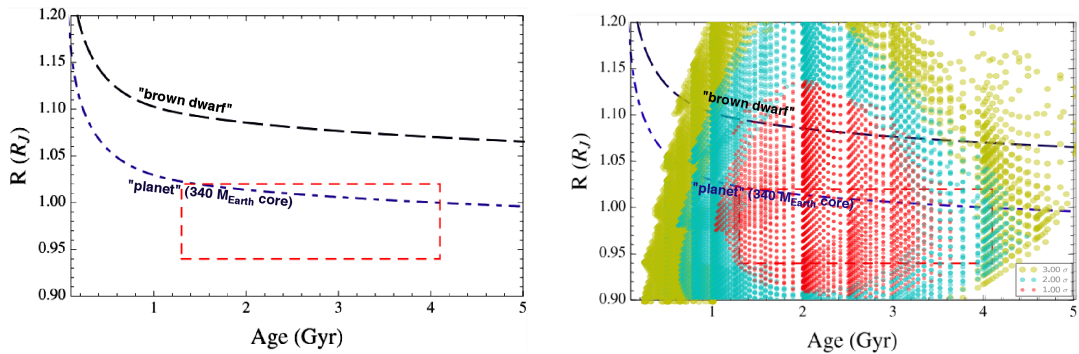 1.20
1.15
1.10
1.05
1.00
0.95
0.90
R (R_J)
"brown dwarf"
"planet" (340 M_Earth core)
1
2
3
4
5
Age (Gyr)
1.20
1.15
1.10
1.05
1.00
0.95
0.90
R (R_J)
"brown dwarf"
"planet" (340 M_Earth core)
3.00 σ
2.00 σ
1.00 σ
1
2
3
4
5
Age (Gyr)